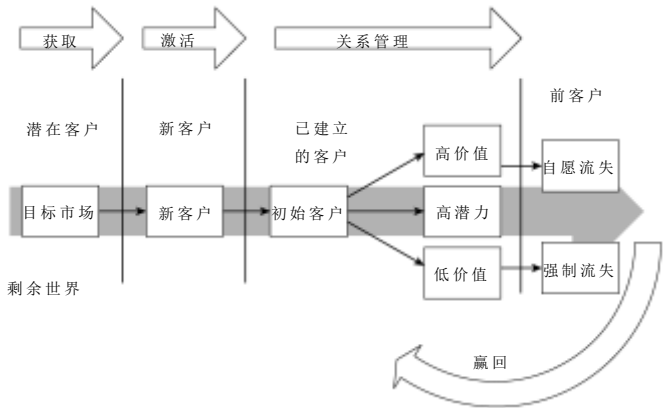 获取
激活
关系管理
前客户
潜在客户
新客户
已建立
的客户
高价值
自愿流失
目标市场
新客户
初始客户
高潜力
低价值
强制流失
剩余世界
赢回